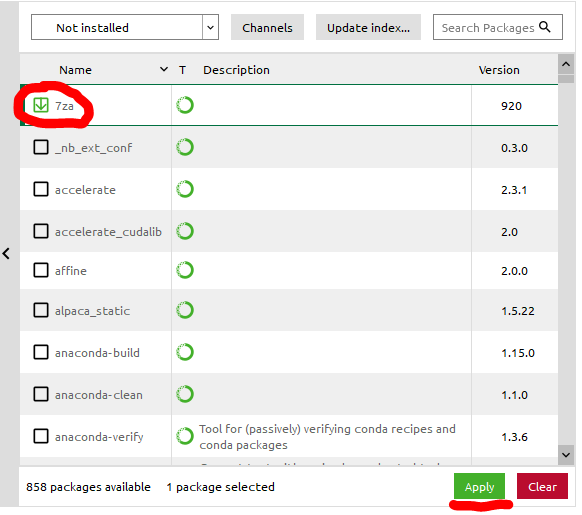 Not installed
Channels
Update index...
Search Packages
Name T Description Version
7za 920
_nb_ext_conf 0.3.0
accelerate 2.3.1
accelerate_cudalib 2.0
affine 2.0.0
alpaca_static 1.5.22
anaconda-build 1.15.0
anaconda-clean 1.1.0
anaconda-verify Tool for (passively) verifying conda recipes and 1.3.6
conda packages
858 packages available 1 package selected Apply Clear